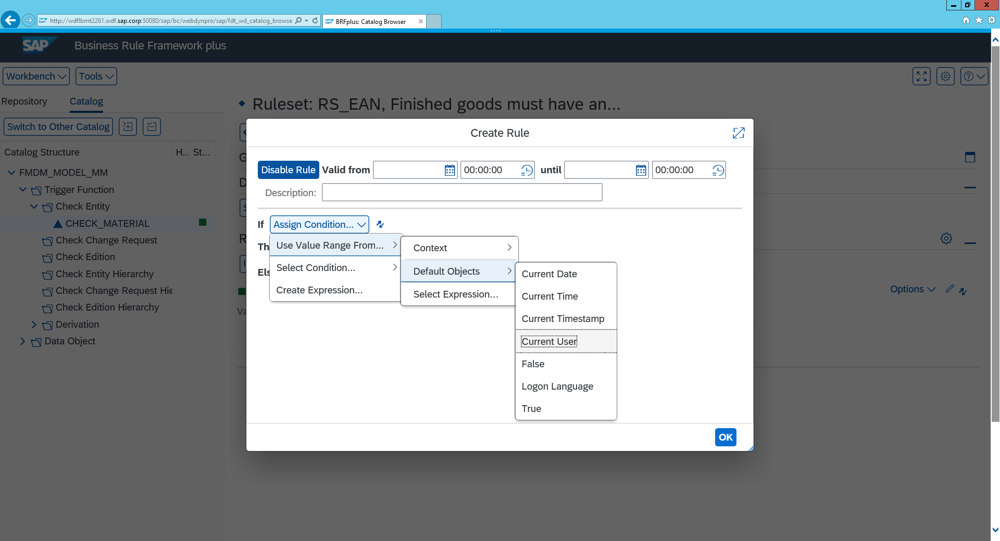 http://wdflbmt2261.wdf.sap.corp:50080/sap/bc/webdynpro/sap/fdt_wd_catalog_browse
BRFplus: Catalog Browser
SAP
Business Rule Framework plus
Workbench
Tools
Repository
Catalog
Ruleset: RS_EAN, Finished goods must have an...
Switch to Other Catalog
Catalog Structure
H..
St...
FMDM_MODEL_MM
Trigger Function
Check Entity
CHECK_MATERIAL
Check Change Request
Check Edition
Check Entity Hierarchy
Check Change Request Hie
Check Edition Hierarchy
Derivation
Data Object
Create Rule
Disable Rule Valid from 00:00:00 until 00:00:00
Description:
If Assign Condition...
Th
Els
Use Value Range From...
Select Condition...
Create Expression...
Context
Default Objects
Select Expression...
Current Date
Current Time
Current Timestamp
Current User
False
Logon Language
True
OK
Options
Va